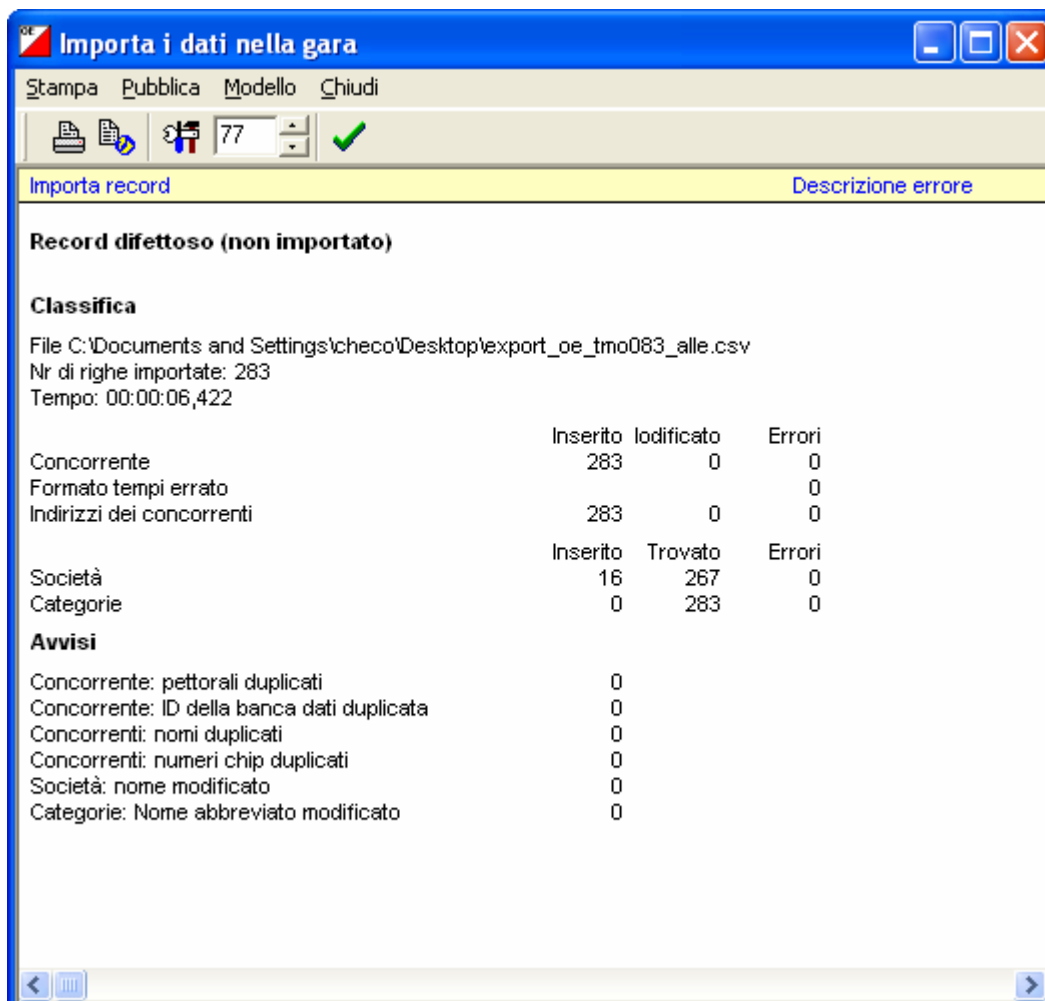 OE Importa i dati nella gara
Stampa Pubblica Modello Chiudi
77
Importa record Descrizione errore
Record difettoso (non importato)
Classifica
File C:\Documents and Settings\checo\Desktop\export_oe_tmo083_alle.csv
Nr di righe importate: 283
Tempo: 00:00:06,422
Inserito lodificato Errori
Concorrente 283 0 0
Formato tempi errato 0
Indirizzi dei concorrenti 283 0 0
Inserito Trovato Errori
Società 16 267 0
Categorie 0 283 0
Avvisi
Concorrente: pettorali duplicati 0
Concorrente: ID della banca dati duplicata 0
Concorrenti: nomi duplicati 0
Concorrenti: numeri chip duplicati 0
Società: nome modificato 0
Categorie: Nome abbreviato modificato 0